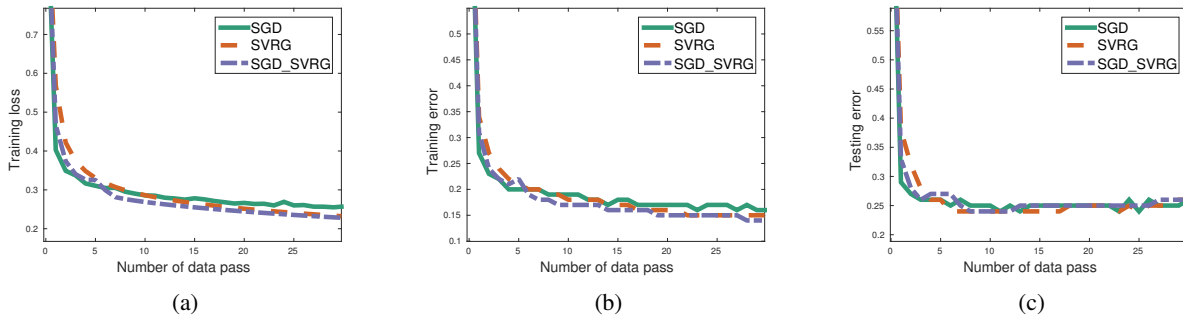 SGD
SVRG
SGD_SVRG
Training loss
0.7
0.6
0.5
0.4
0.3
0.2
0
5
10
15
20
25
Number of data pass
(a)
SGD
SVRG
SGD_SVRG
Training error
0.5
0.45
0.4
0.35
0.3
0.25
0.2
0.15
0.1
0
5
10
15
20
25
Number of data pass
(b)
SGD
SVRG
SGD_SVRG
Testing error
0.55
0.5
0.45
0.4
0.35
0.3
0.25
0.2
0
5
10
15
20
25
Number of data pass
(c)